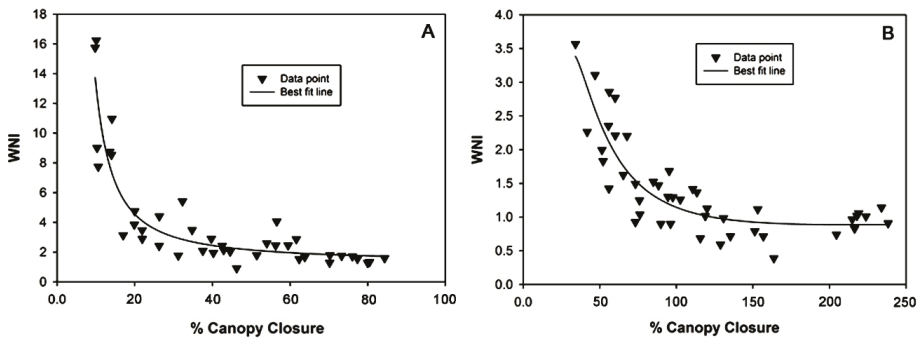 A
WNI
18
16
14
12
10
8
6
4
2
0
Data point
Best fit line
0.0 20 40 60 80 100
% Canopy Closure
B
WNI
4.0
3.5
3.0
2.5
2.0
1.5
1.0
0.5
0.0
Data point
Best fit line
0.0 50 100 150 200 250
% Canopy Closure